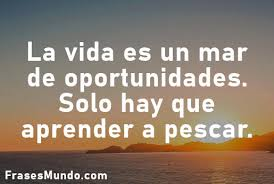 La vida es un mar
de oportunidades.
Solo hay que
aprender a pescar.
FrasesMundo.com